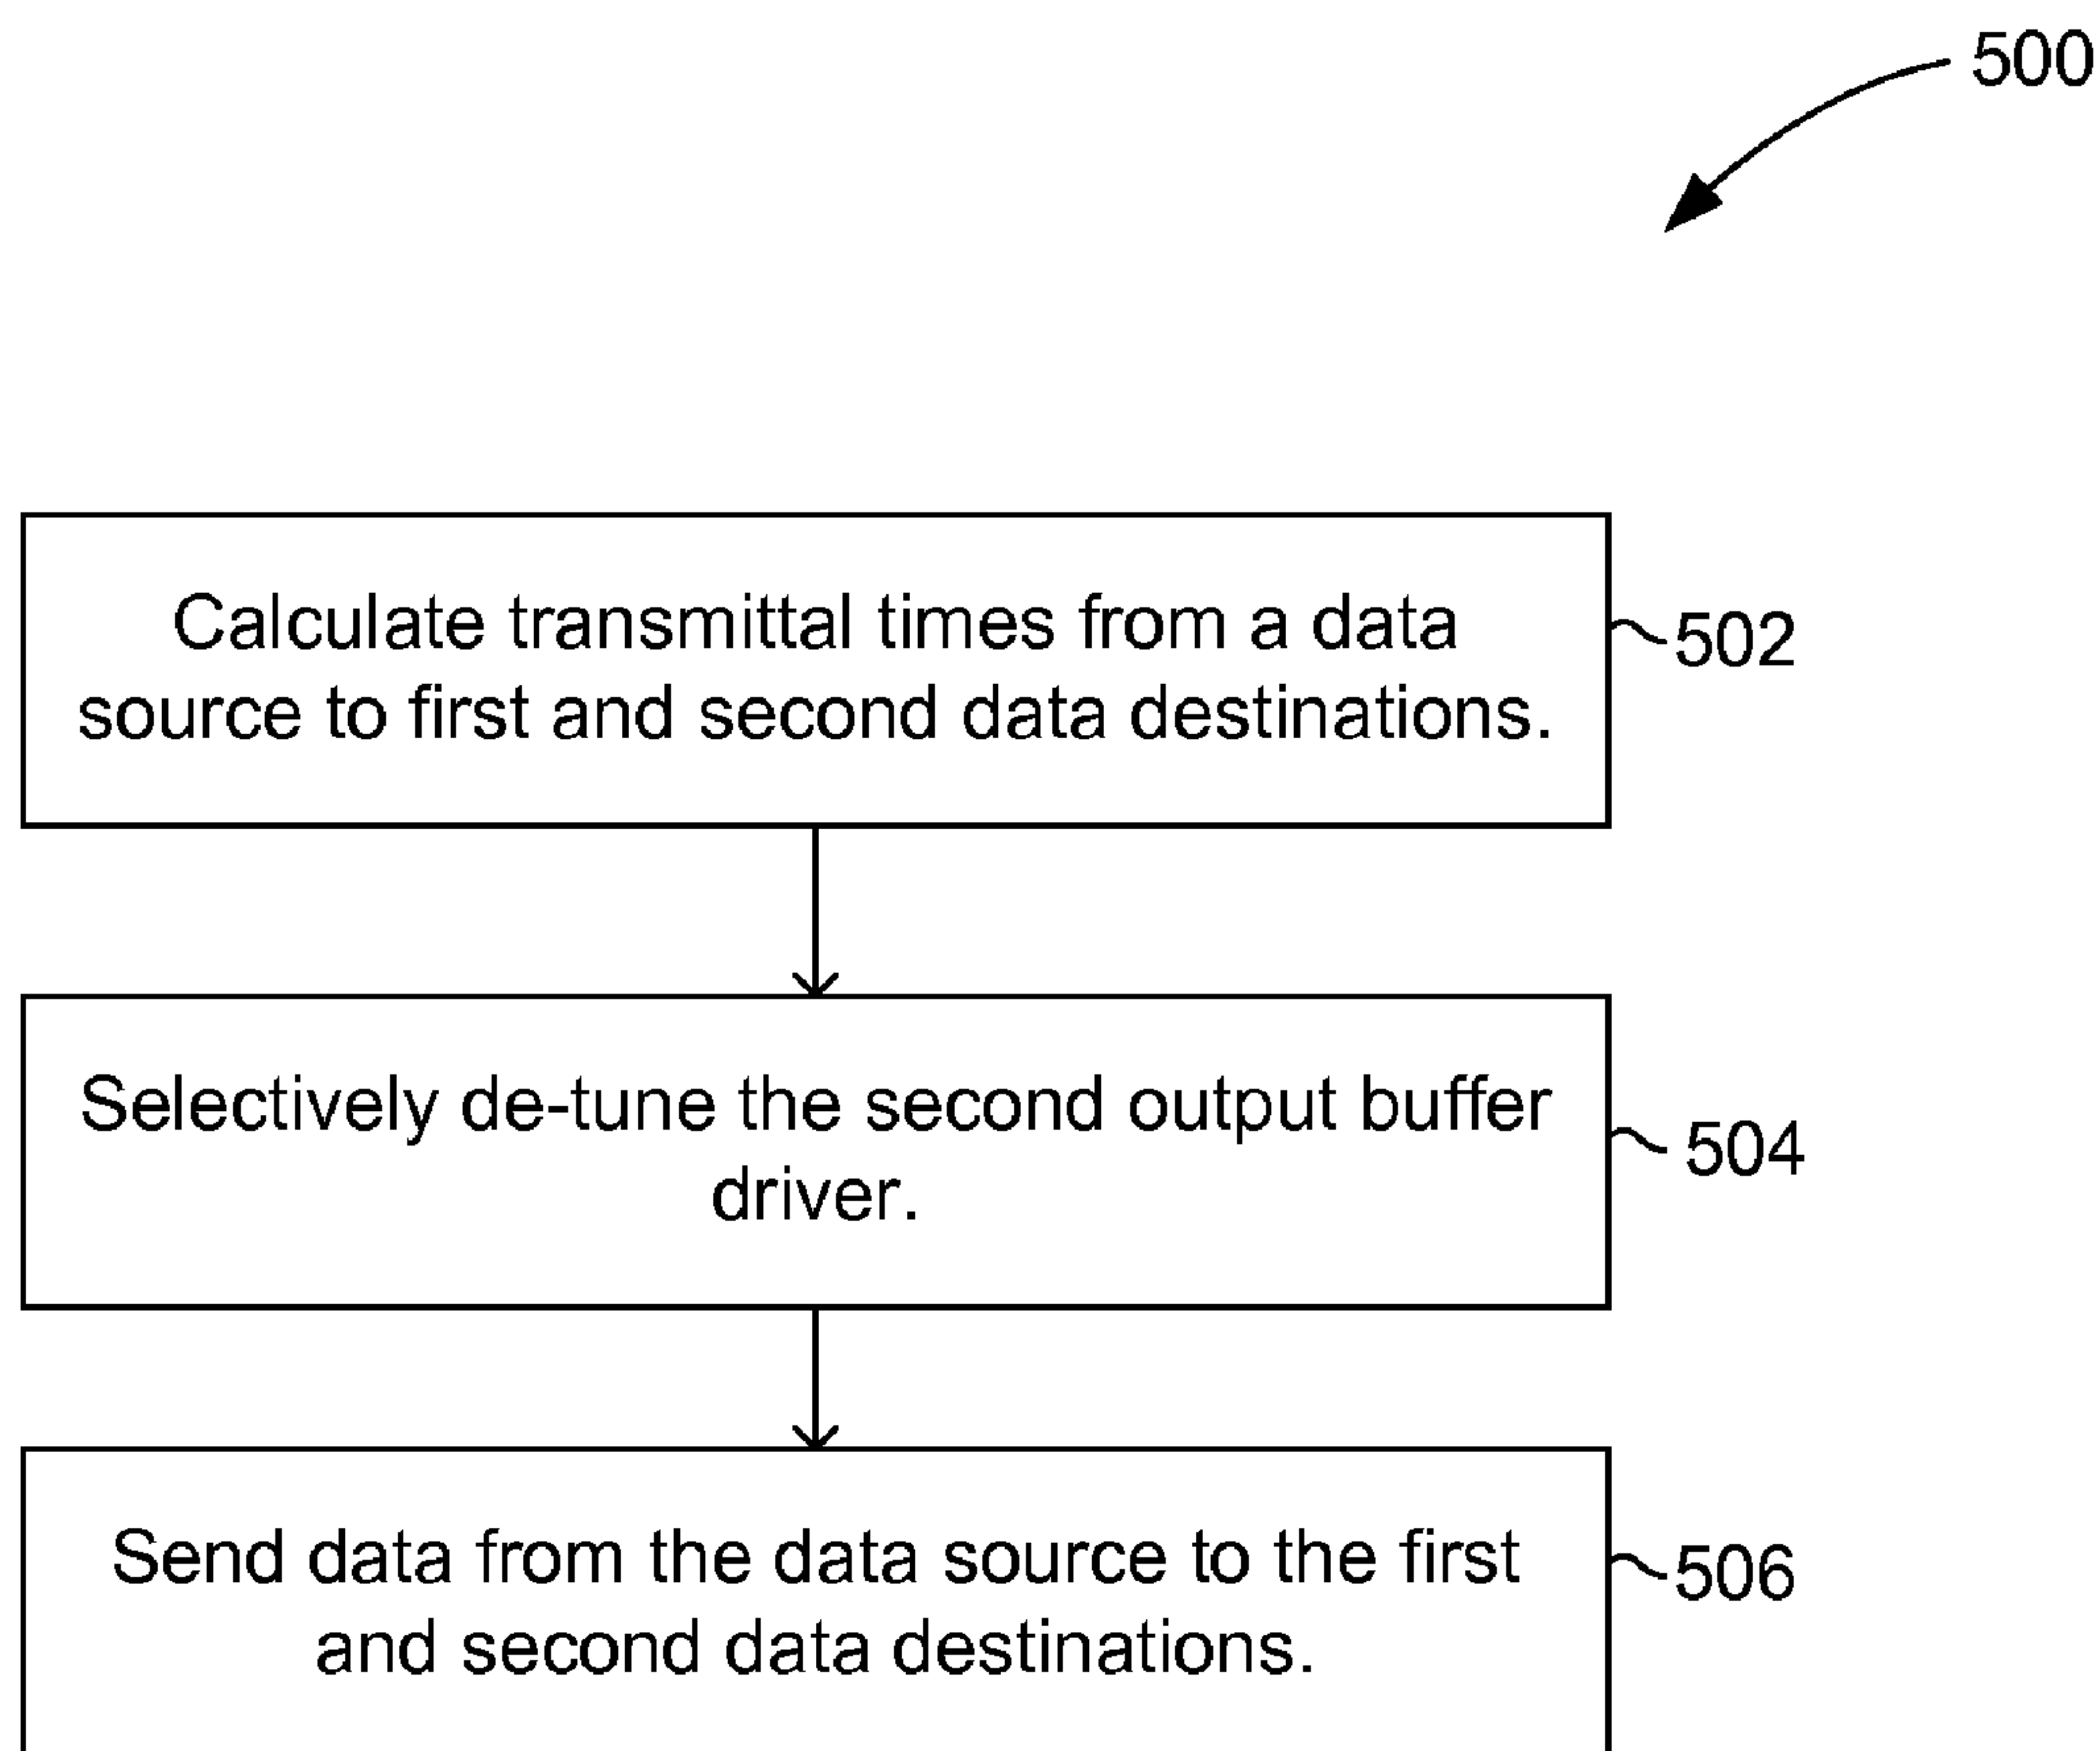 500
Calculate transmittal times from a data
source to first and second data destinations.
502
Selectively de-tune the second output buffer
driver.
504
Send data from the data source to the first
and second data destinations.
506